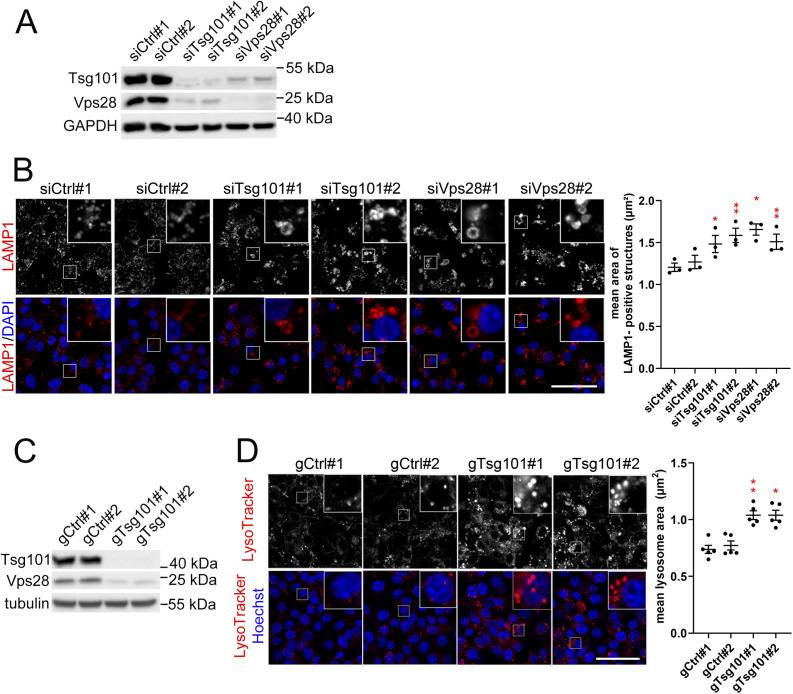 A
siCtrl#1
siCtrl#2
siTsg101#1
siTsg101#2
siVps28#1
siVps28#2
Tsg101
Vps28
GAPDH
55 kDa
25 kDa
40 kDa
B
siCtrl#1
siCtrl#2
siTsg101#1
siTsg101#2
siVps28#1
siVps28#2
LAMP1
LAMP1/DAPI
mean area of
LAMP1- positive structures (µm²)
2.0
1.5
1.0
0.5
0.0
*
**
*
**
siCtrl#1
siCtrl#2
siTsg101#1
siTsg101#2
siVps28#1
siVps28#2
C
gCtrl#1
gCtrl#2
gTsg101#1
gTsg101#2
Tsg101
Vps28
tubulin
40 kDa
25 kDa
55 kDa
D
gCtrl#1
gCtrl#2
gTsg101#1
gTsg101#2
LysoTracker
LysoTracker
Hoechst
mean lysosome area (µm²)
1.5
1.0
0.5
0.0
**
*
gCtrl#1
gCtrl#2
gTsg101#1
gTsg101#2